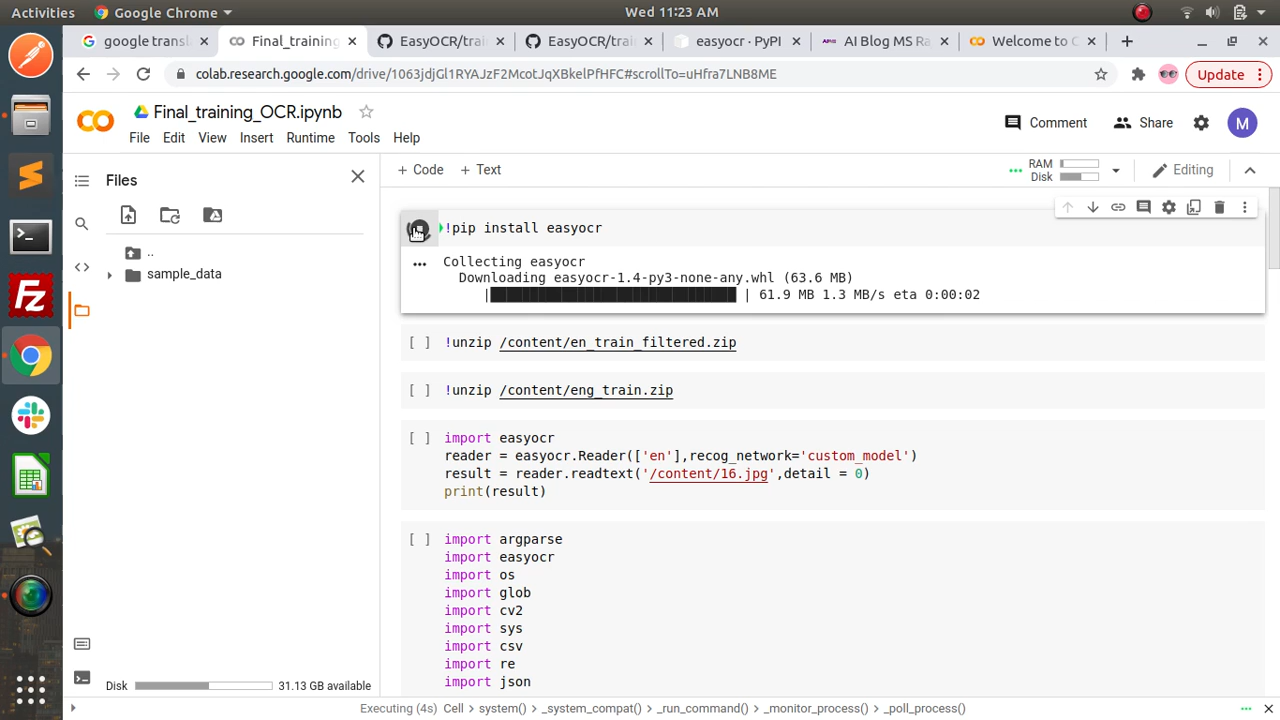 Activities
Google Chrome
Wed 11:23 AM
google transl
Final_training
EasyOCR/trai
EasyOCR/trai
easyocr · PyPI
AI Blog MS Ra
Welcome to C
colab.research.google.com/drive/1063jdjGl1RYAJzF2McotJqXBkelPfHFC#scrollTo=uHfra7LNB8ME
Update
Final_training_OCR.ipynb
Comment
Share
M
File Edit View Insert Runtime Tools Help
Files
+ Code + Text
RAM
Disk
Editing
..
sample_data
!pip install easyocr
Collecting easyocr
Downloading easyocr-1.4-py3-none-any.whl (63.6 MB)
| | 61.9 MB 1.3 MB/s eta 0:00:02
[ ] !unzip /content/en_train_filtered.zip
[ ] !unzip /content/eng_train.zip
[ ] import easyocr
reader = easyocr.Reader(['en'],recog_network='custom_model')
result = reader.readtext('/content/16.jpg',detail = 0)
print(result)
[ ] import argparse
import easyocr
import os
import glob
import cv2
import sys
import csv
import re
import json
Disk
31.13 GB available
Executing (4s) Cell > system() > _system_compat() > _run_command() > _monitor_process() > _poll_process()